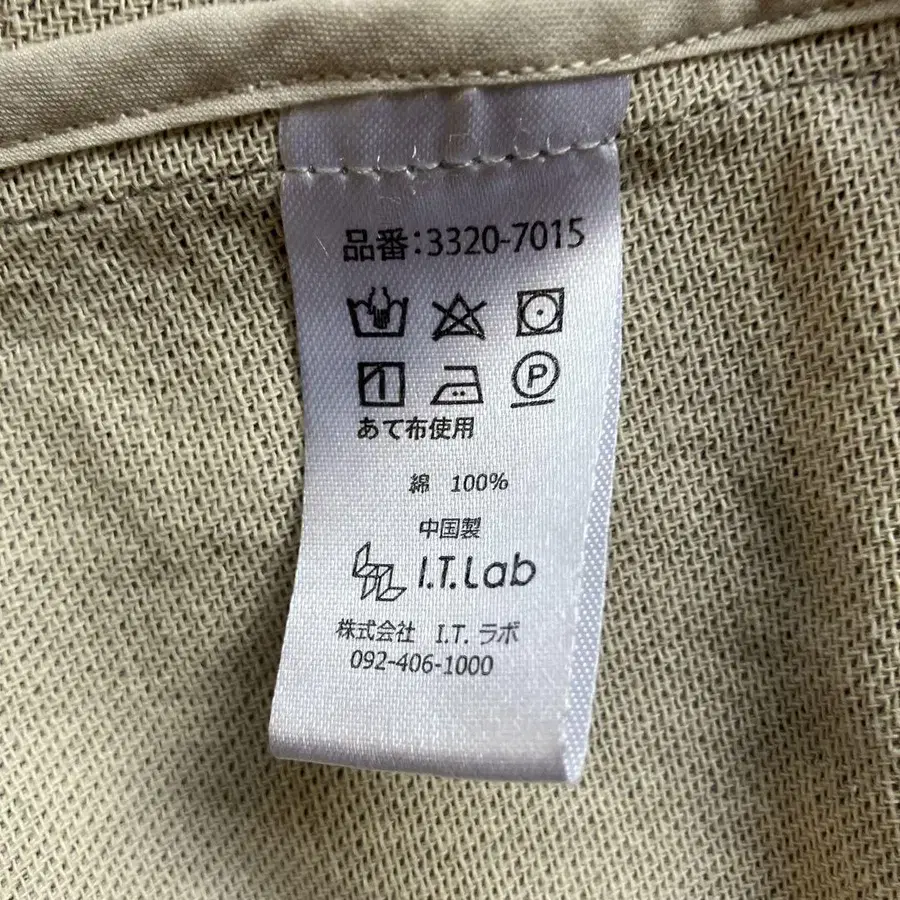 品番:3320-7015
P
あて布使用
綿 100%
中国製
I.T.Lab
株式会社 I.T. ラボ
092-406-1000